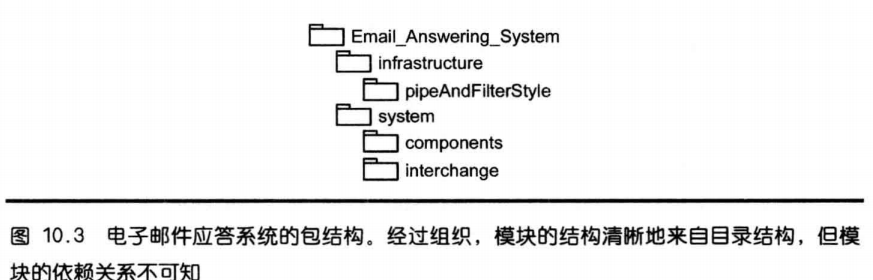 Email_Answering_System
infrastructure
pipeAndFilterStyle
system
components
interchange
图 10.3 电子邮件应答系统的包结构。经过组织，模块的结构清晰地来自目录结构，但模
块的依赖关系不可知